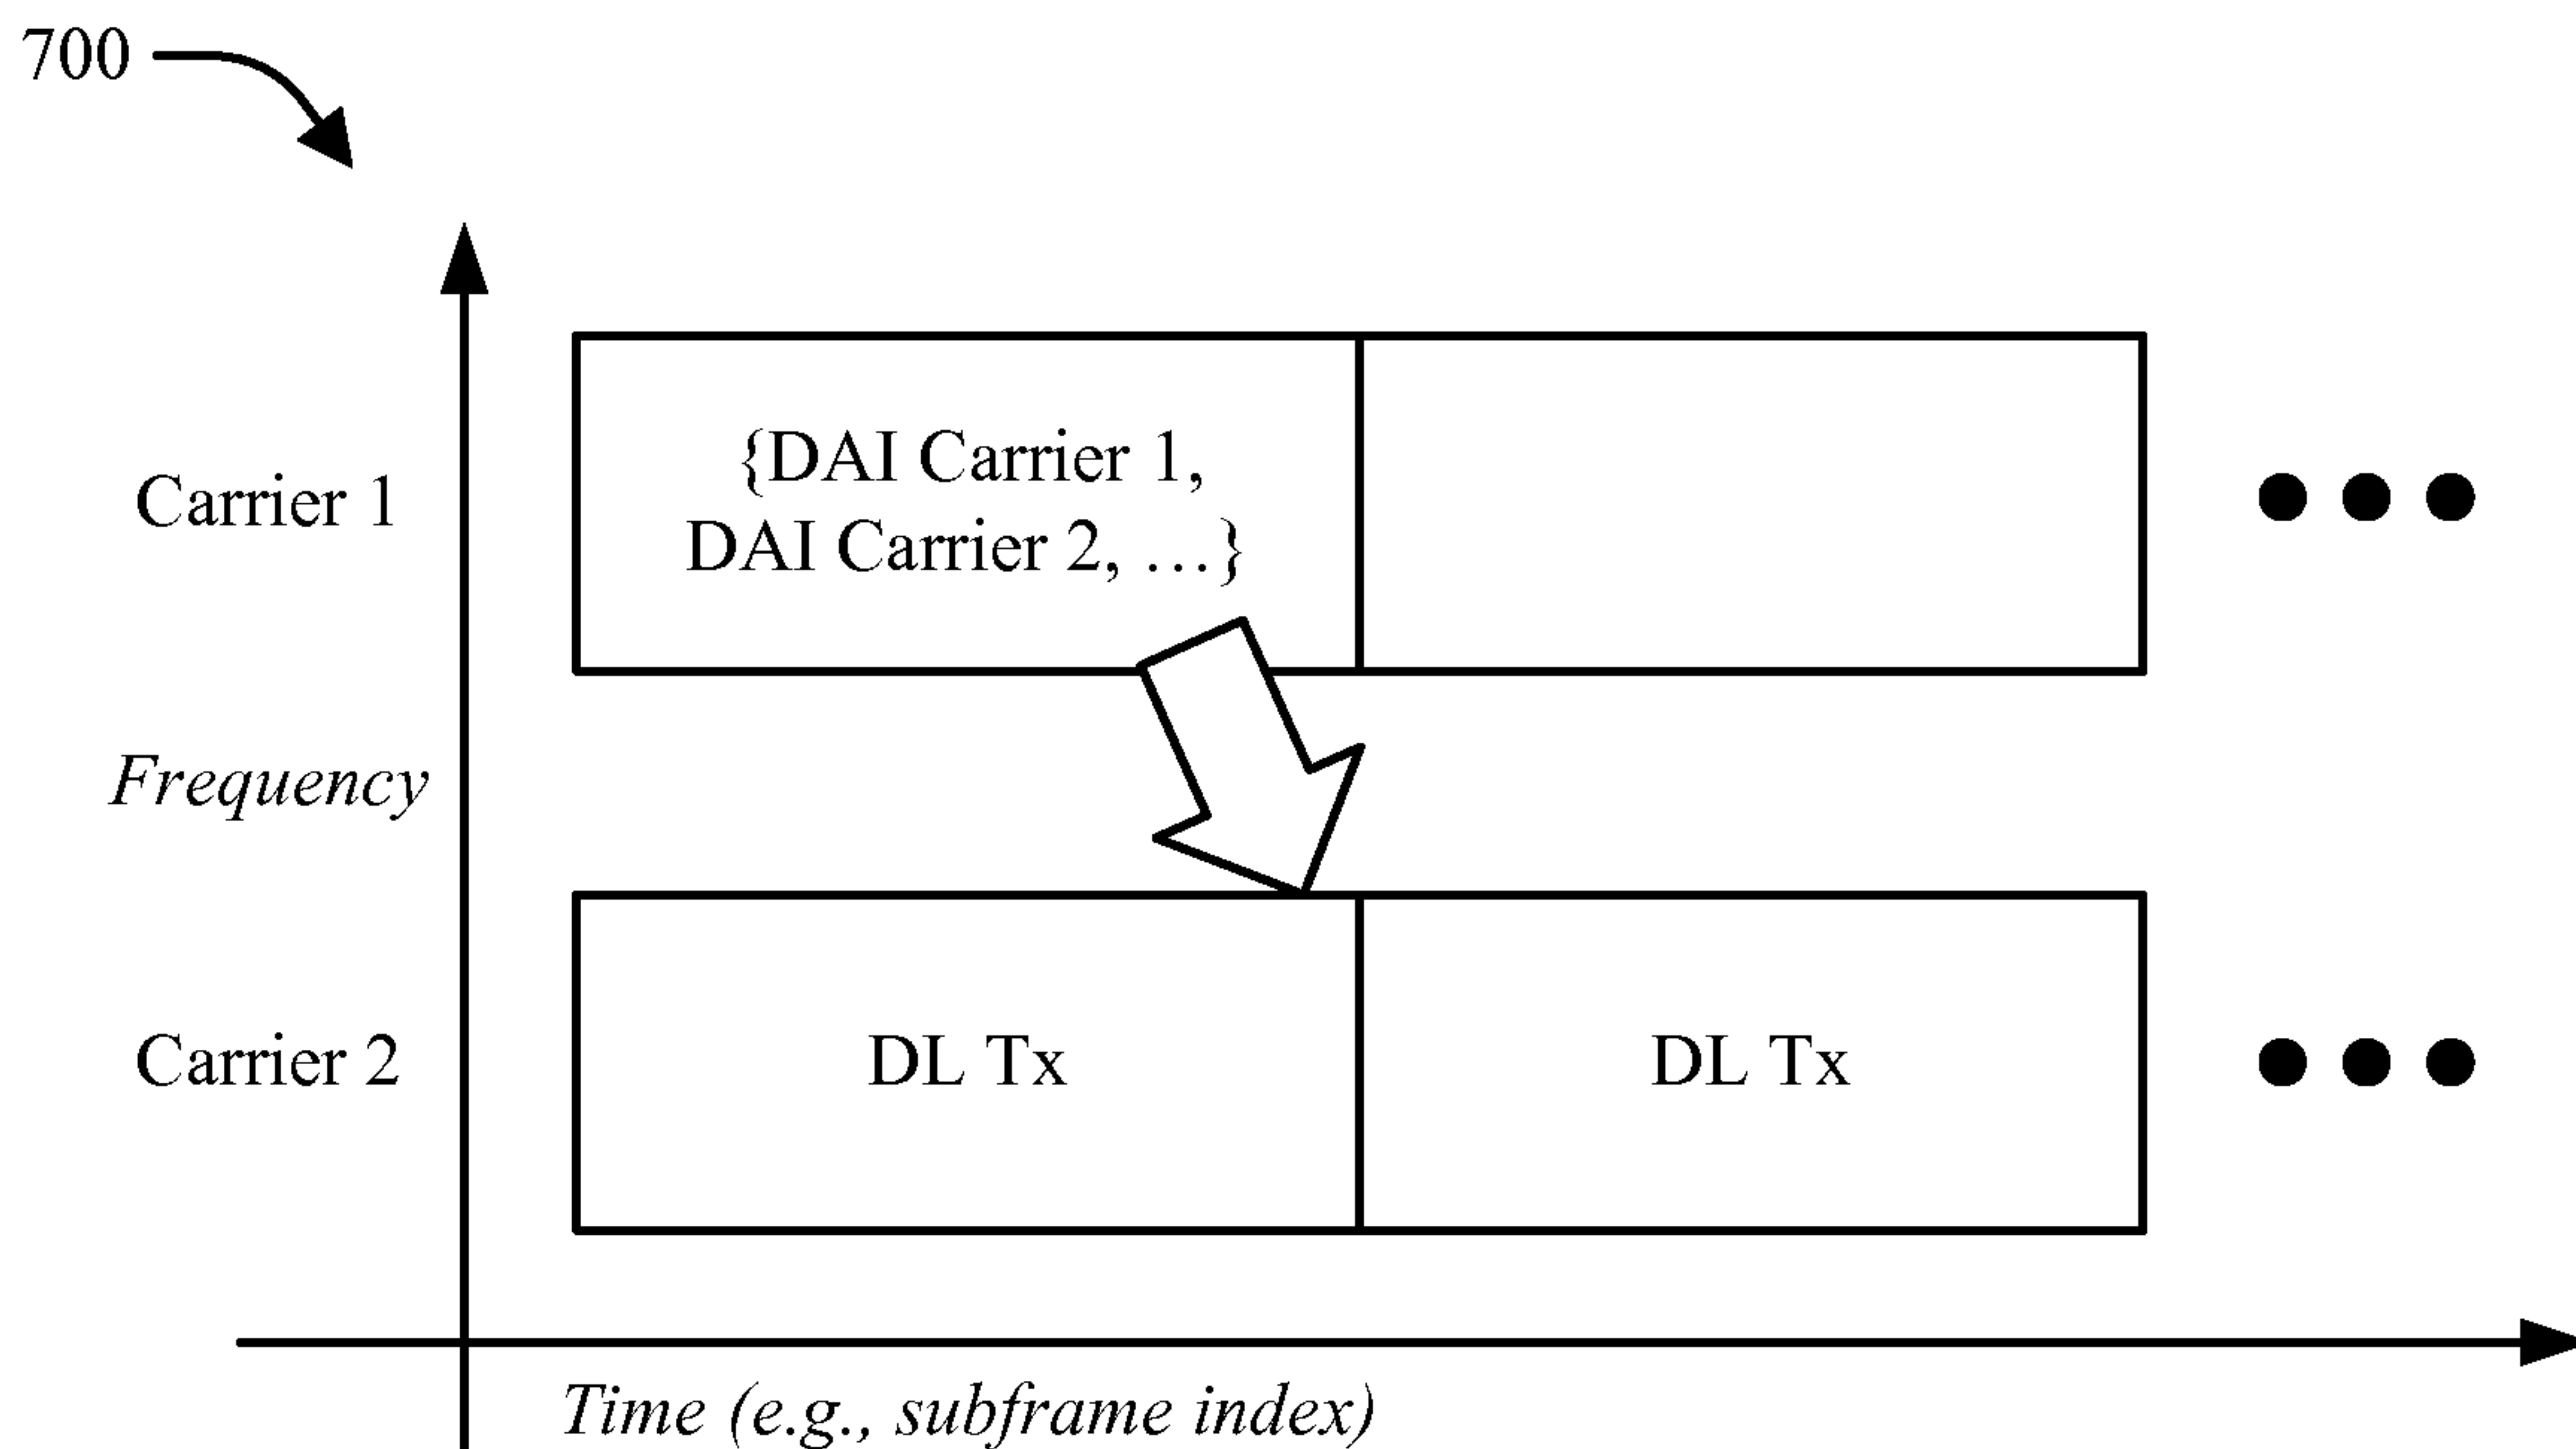 700
{DAI Carrier 1,
DAI Carrier 2, …}
Carrier 1
Frequency
Carrier 2
DL Tx
DL Tx
Time (e.g., subframe index)